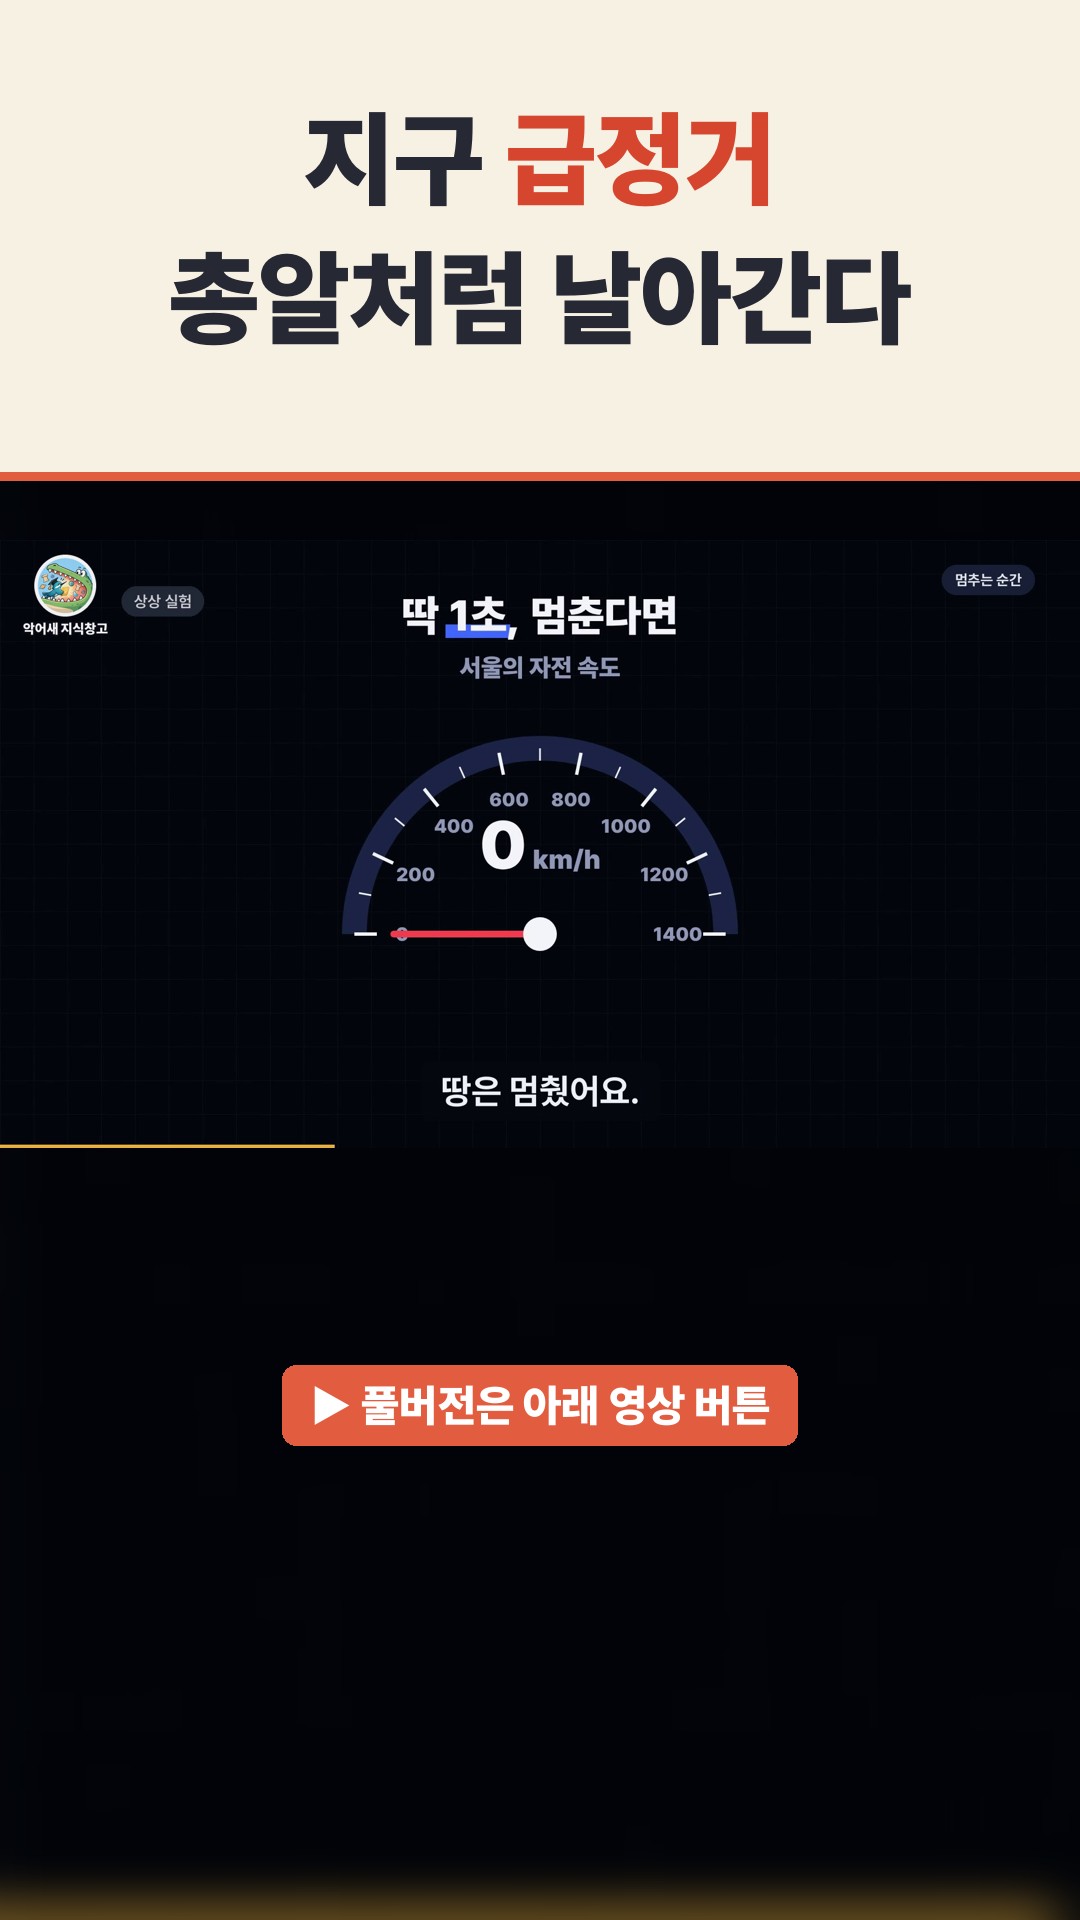 지구 급정거
총알처럼 날아간다
악어새 지식창고
상상 실험
멈추는 순간
딱 1초, 멈춘다면
서울의 자전 속도
600 800
400 1000
0 km/h
200 1200
0 1400
땅은 멈췄어요.
▶ 풀버전은 아래 영상 버튼